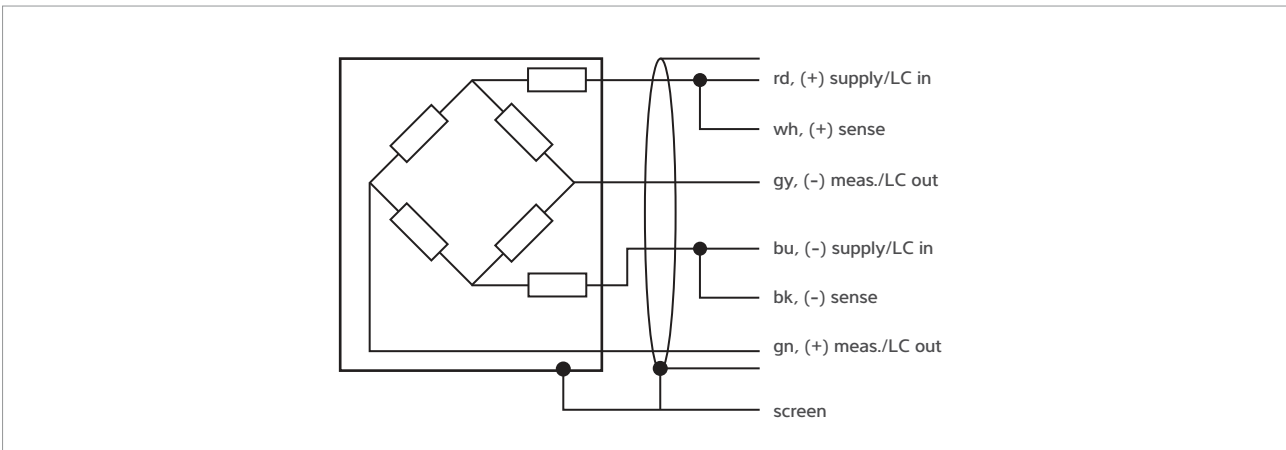 rd, (+) supply/LC in
wh, (+) sense
gy, (-) meas./LC out
bu, (-) supply/LC in
bk, (-) sense
gn, (+) meas./LC out
screen